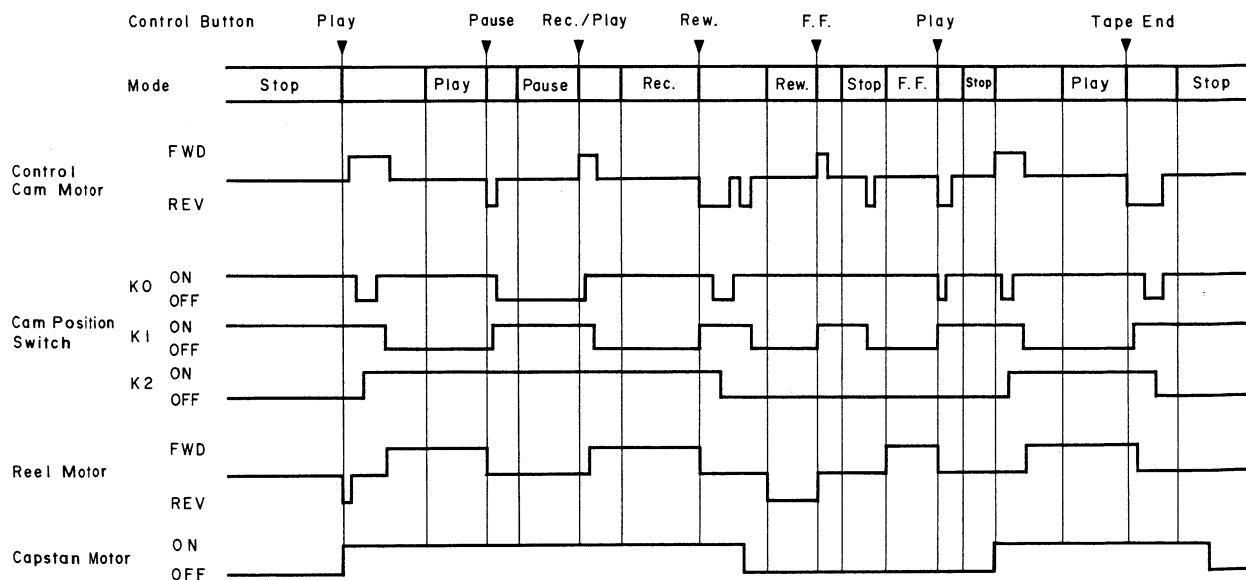 Control Button Play Pause Rec./Play Rew. F.F. Play Tape End
Mode Stop Play Pause Rec. Rew. Stop F.F. Stop Play Stop
FWD
Control
Cam Motor
REV
K0 ON
OFF
Cam Position
Switch
K1 ON
OFF
K2 ON
OFF
FWD
Reel Motor
REV
ON
Capstan Motor
OFF